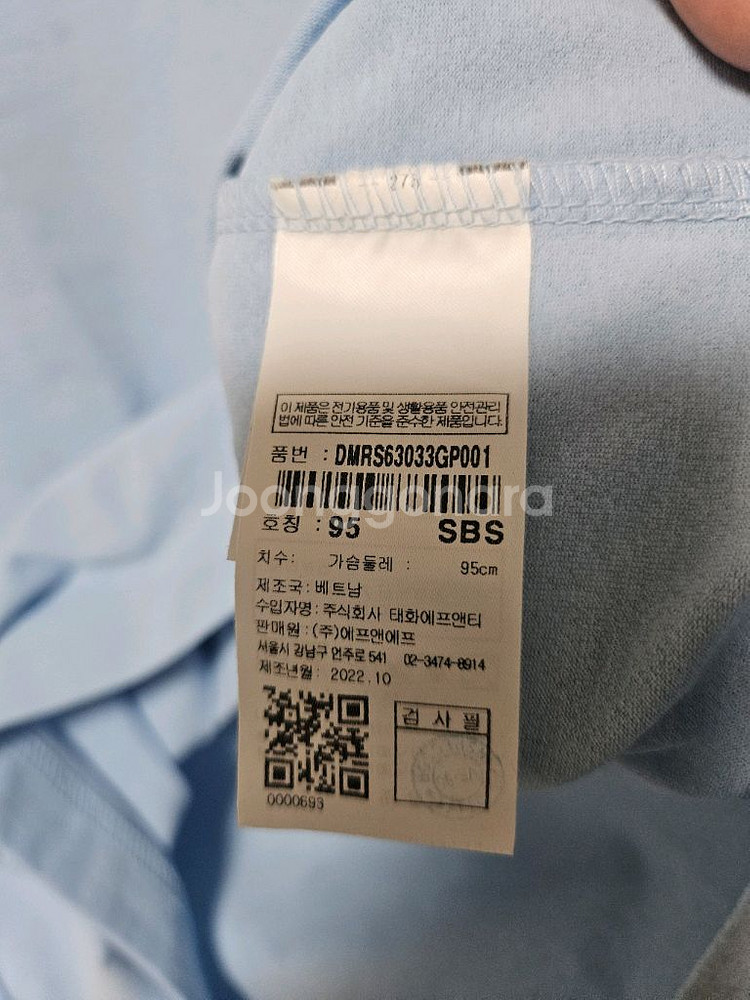 이 제품은 전기용품 및 생활용품 안전관리
법에 따른 안전 기준을 준수한 제품입니다.
품번 : DMRS63033GP001
Joonggonara
호칭 : 95 SBS
치수: 가슴둘레 : 95cm
제조국: 베트남
수입자명: 주식회사 태화에프앤티
판매원: (주)에프앤에프
서울시 강남구 언주로 541 02-3474-8914
제조년월: 2022.10
검 사 필
0000693